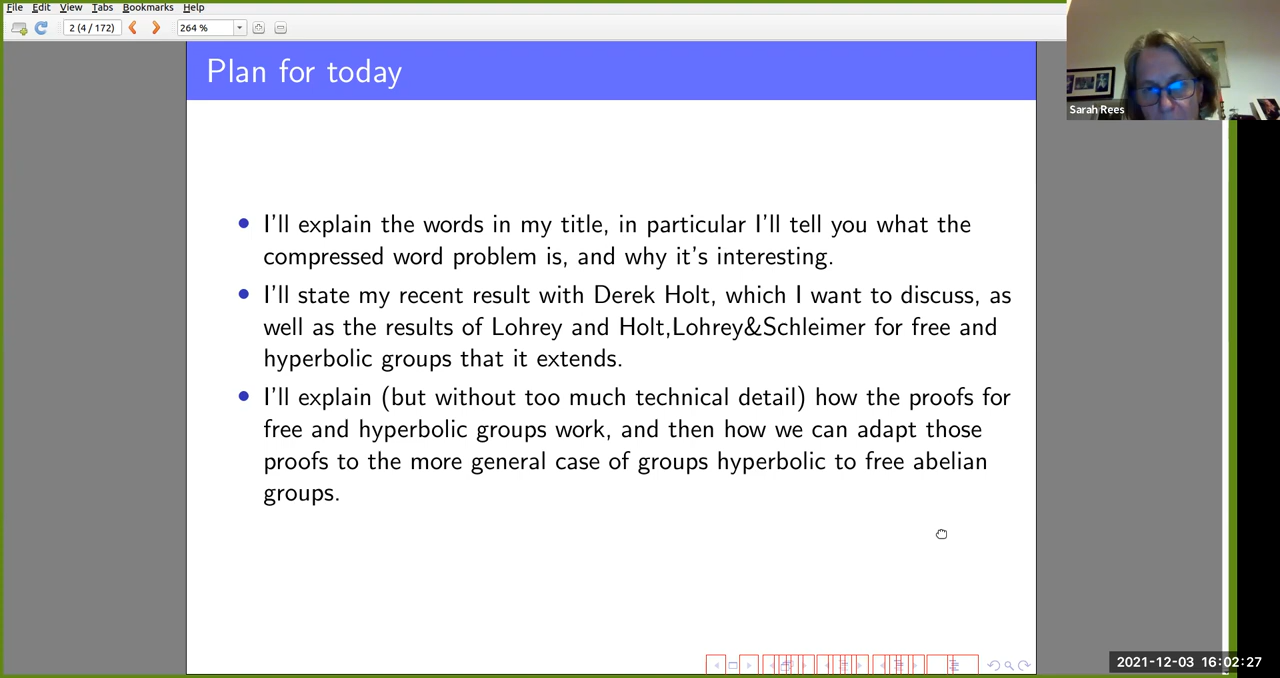 File Edit View Tabs Bookmarks Help
2 (4 / 172) 264 %
Plan for today
Sarah Rees
• I'll explain the words in my title, in particular I'll tell you what the
compressed word problem is, and why it's interesting.
• I'll state my recent result with Derek Holt, which I want to discuss, as
well as the results of Lohrey and Holt,Lohrey&Schleimer for free and
hyperbolic groups that it extends.
• I'll explain (but without too much technical detail) how the proofs for
free and hyperbolic groups work, and then how we can adapt those
proofs to the more general case of groups hyperbolic to free abelian
groups.
2021-12-03 16:02:27